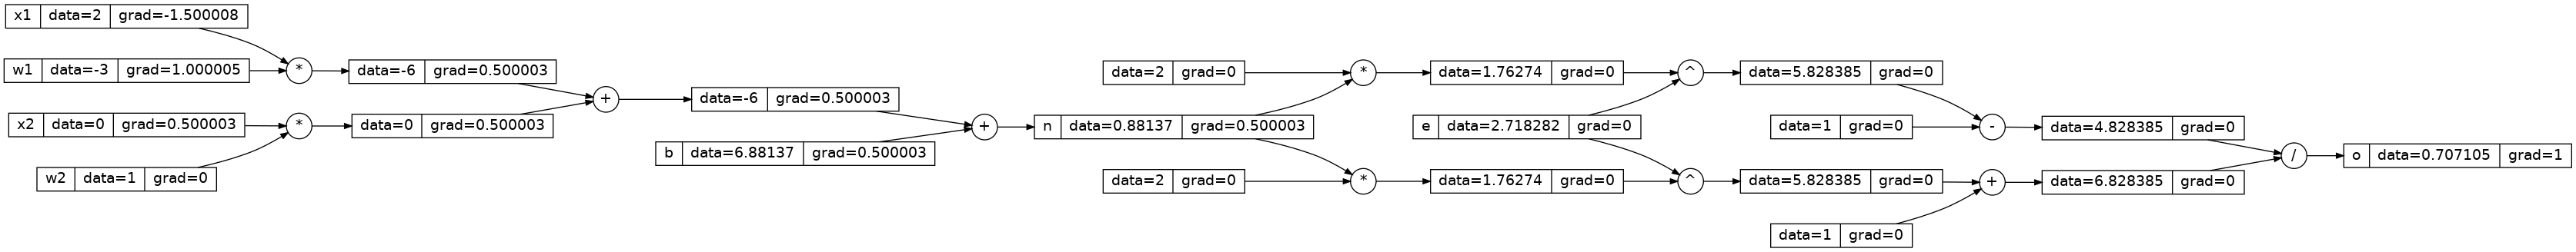 x1 data=2 grad=-1.500008
w1 data=-3 grad=1.000005
*
data=-6 grad=0.500003
x2 data=0 grad=0.500003
*
data=0 grad=0.500003
w2 data=1 grad=0
+
data=-6 grad=0.500003
b data=6.88137 grad=0.500003
+
n data=0.88137 grad=0.500003
data=2 grad=0
*
data=1.76274 grad=0
^
data=5.828385 grad=0
e data=2.718282 grad=0
data=1 grad=0
-
data=4.828385 grad=0
data=2 grad=0
*
data=1.76274 grad=0
^
data=5.828385 grad=0
+
data=6.828385 grad=0
data=1 grad=0
/
o data=0.707105 grad=1